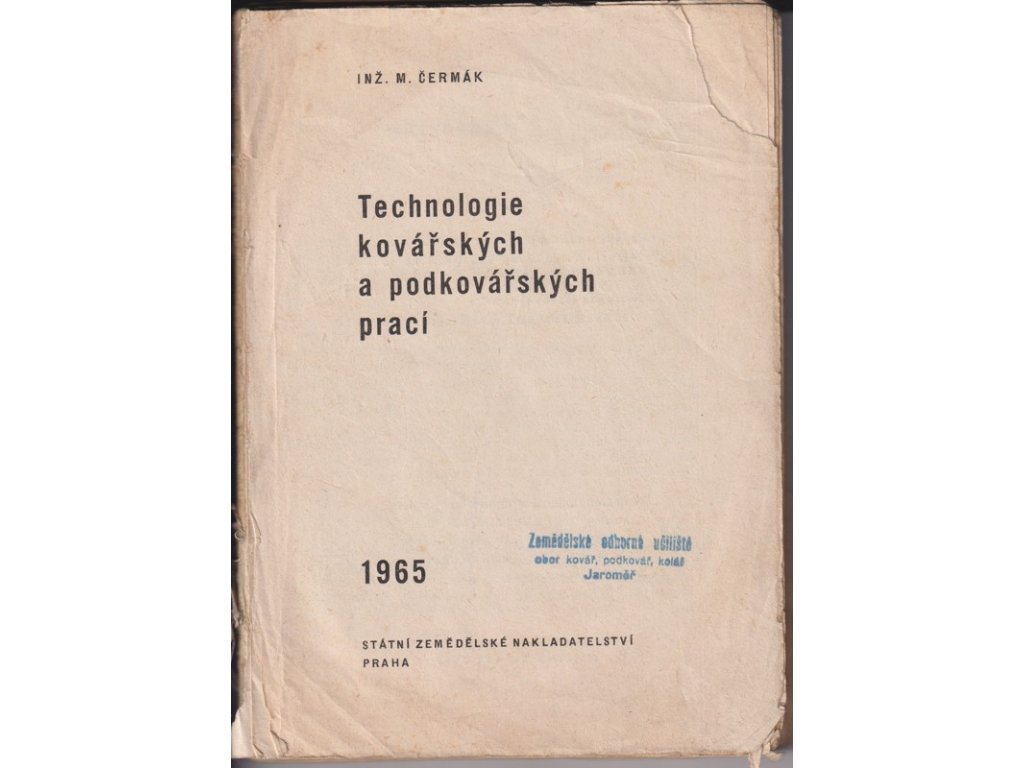 INŽ. M. ČERMÁK
Technologie
kovářských
a podkovářských
prací
1965
Zemědělské odborné učiliště
obor kovář, podkovář, kolář
Jaroměř
STÁTNÍ ZEMĚDĚLSKÉ NAKLADATELSTVÍ
PRAHA